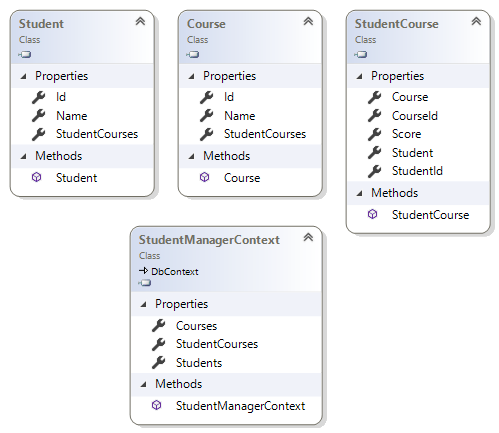 Student
Class
Properties
Id
Name
StudentCourses
Methods
Student
Course
Class
Properties
Id
Name
StudentCourses
Methods
Course
StudentCourse
Class
Properties
Course
CourseId
Score
Student
StudentId
Methods
StudentCourse
StudentManagerContext
Class
DbContext
Properties
Courses
StudentCourses
Students
Methods
StudentManagerContext